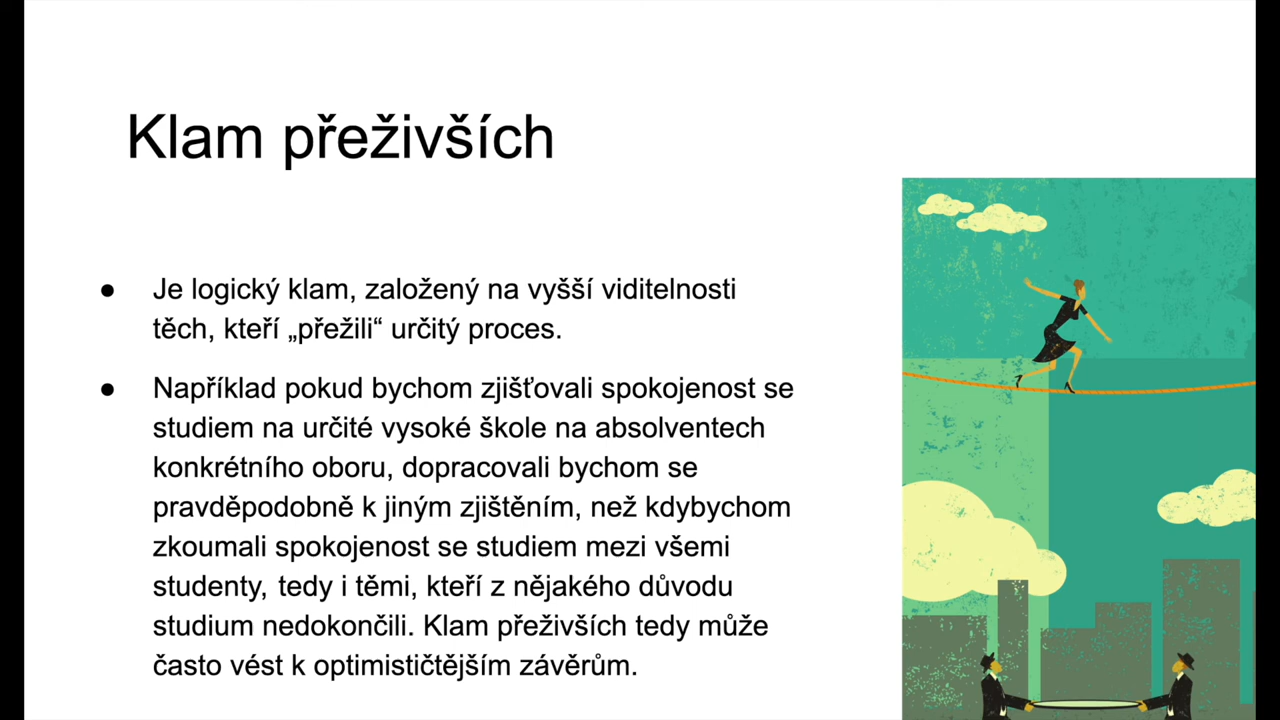 Klam přeživších
● Je logický klam, založený na vyšší viditelnosti
těch, kteří „přežili“ určitý proces.
● Například pokud bychom zjišťovali spokojenost se
studiem na určité vysoké škole na absolventech
konkrétního oboru, dopracovali bychom se
pravděpodobně k jiným zjištěním, než kdybychom
zkoumali spokojenost se studiem mezi všemi
studenty, tedy i těmi, kteří z nějakého důvodu
studium nedokončili. Klam přeživších tedy může
často vést k optimističtějším závěrům.